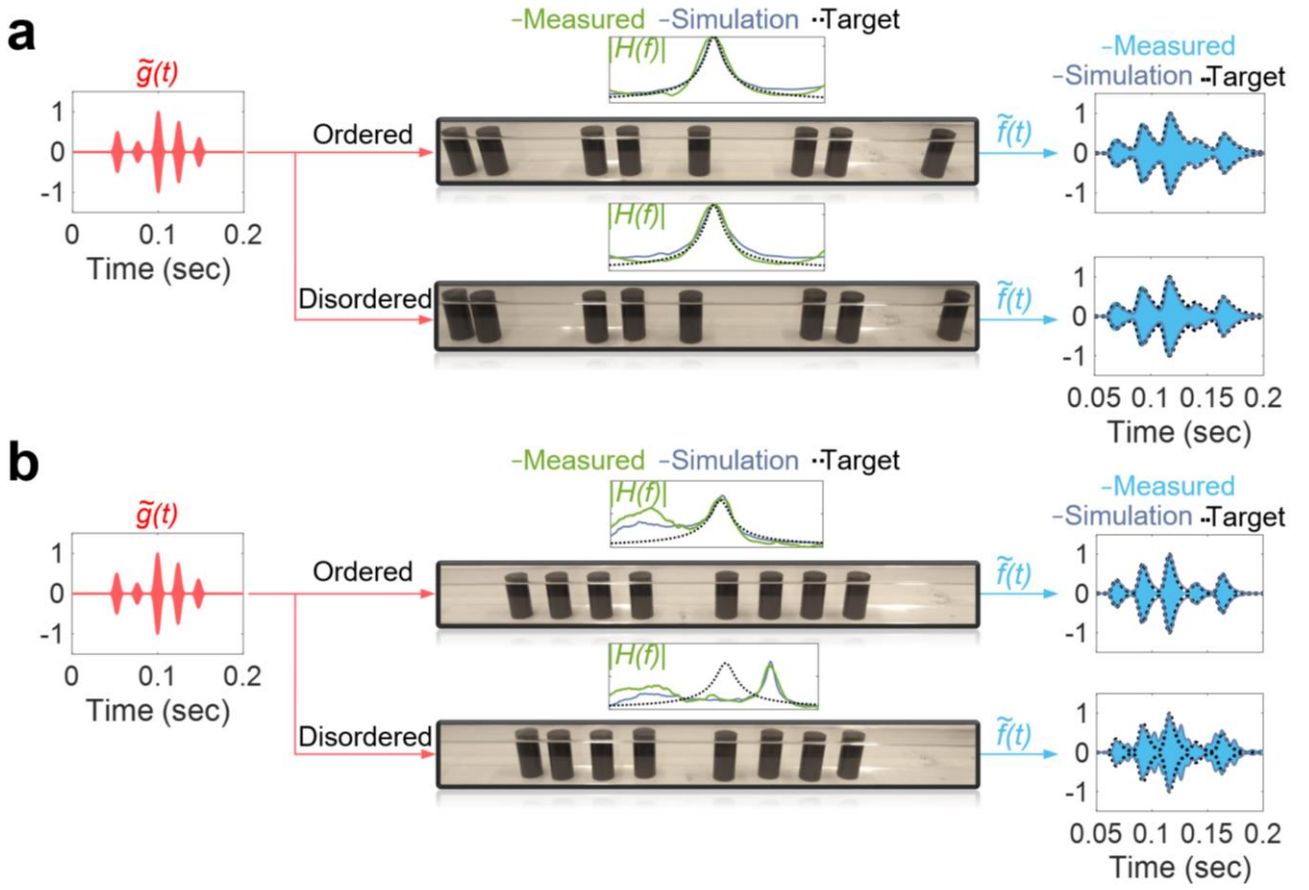 a
–Measured –Simulation ··Target
g̃(t)
1
0
-1
0 0.1 0.2
Time (sec)
Ordered
|H(f)|
f̃(t)
–Measured
–Simulation ··Target
1
0
-1
Disordered
|H(f)|
f̃(t)
1
0
-1
0.05 0.1 0.15 0.2
Time (sec)
b
–Measured –Simulation ··Target
g̃(t)
1
0
-1
0 0.1 0.2
Time (sec)
Ordered
|H(f)|
f̃(t)
–Measured
–Simulation ··Target
1
0
-1
Disordered
|H(f)|
f̃(t)
1
0
-1
0.05 0.1 0.15 0.2
Time (sec)